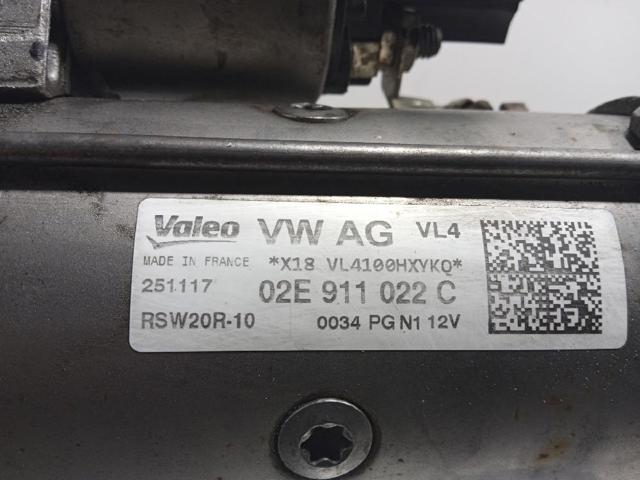 Valeo VW AG VL4
MADE IN FRANCE *X18 VL4100HXYKQ*
251117 02E 911 022 C
RSW20R-10 0034 PG N1 12V